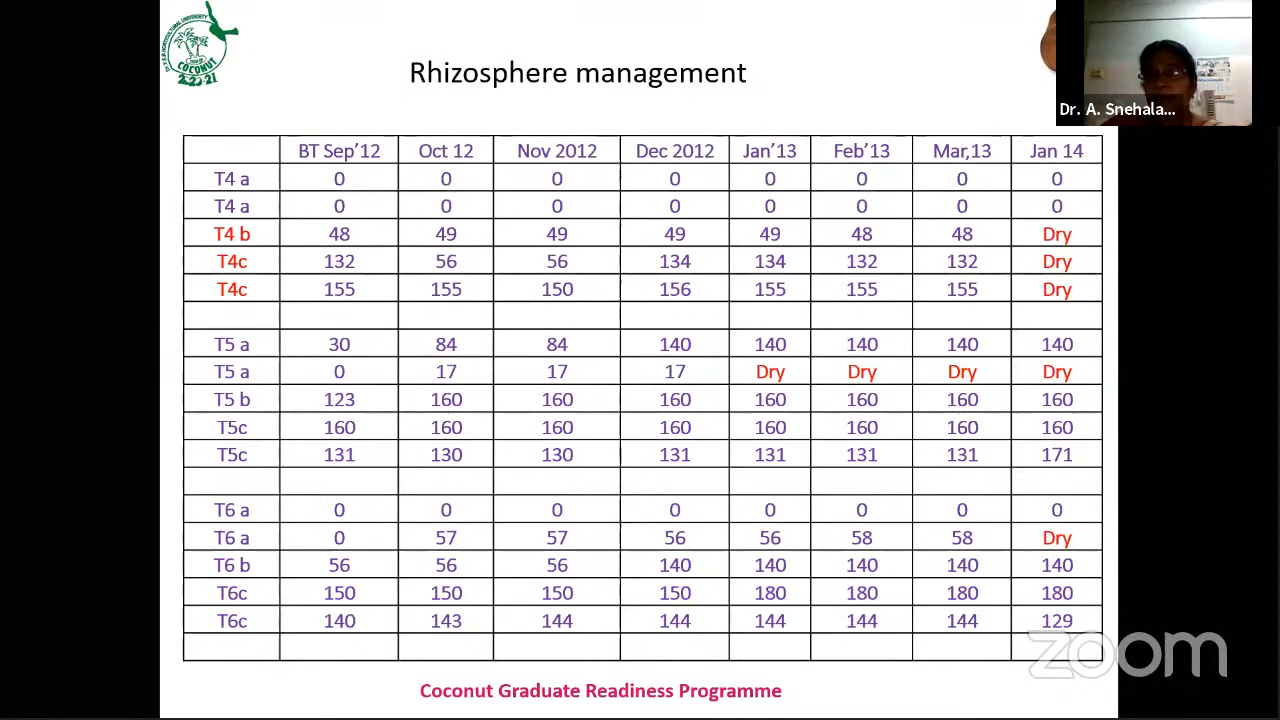 Rhizosphere management
Dr. A. Snehala...
COCONUT
BT Sep’12 Oct 12 Nov 2012 Dec 2012 Jan’13 Feb’13 Mar,13 Jan 14
T4 a 0 0 0 0 0 0 0 0
T4 a 0 0 0 0 0 0 0 0
T4 b 48 49 49 49 49 48 48 Dry
T4c 132 56 56 134 134 132 132 Dry
T4c 155 155 150 156 155 155 155 Dry
T5 a 30 84 84 140 140 140 140 140
T5 a 0 17 17 17 Dry Dry Dry Dry
T5 b 123 160 160 160 160 160 160 160
T5c 160 160 160 160 160 160 160 160
T5c 131 130 130 131 131 131 131 171
T6 a 0 0 0 0 0 0 0 0
T6 a 0 57 57 56 56 58 58 Dry
T6 b 56 56 56 140 140 140 140 140
T6c 150 150 150 150 180 180 180 180
T6c 140 143 144 144 144 144 144 129
zoom
Coconut Graduate Readiness Programme